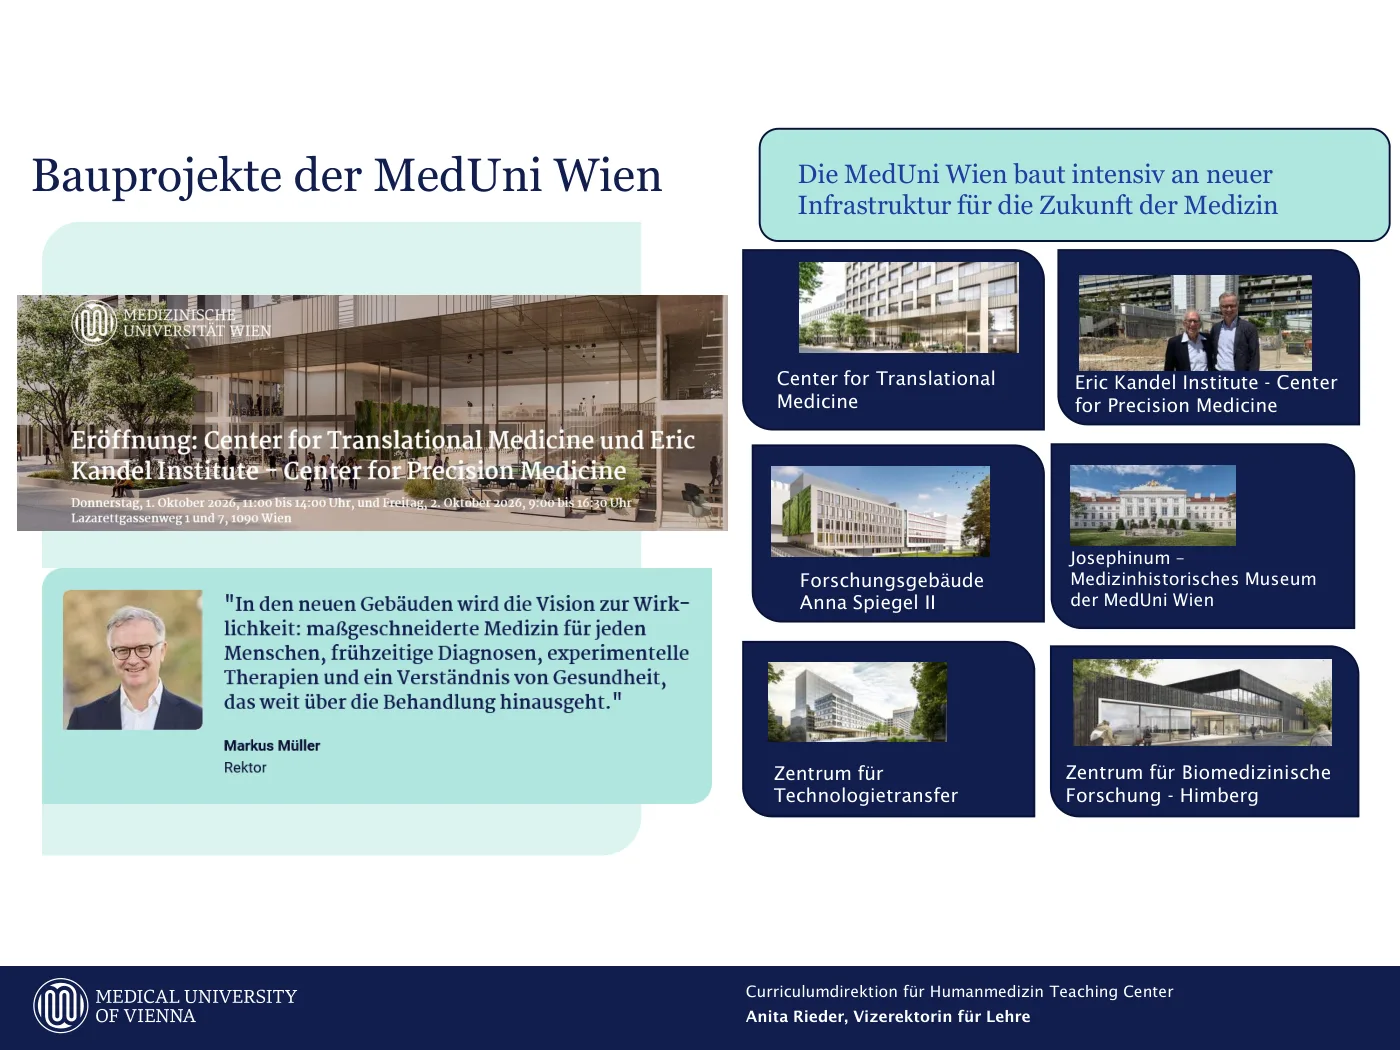 Bauprojekte der MedUni Wien
MEDIZINISCHE
UNIVERSITÄT WIEN
Eröffnung: Center for Translational Medicine und Eric
Kandel Institute – Center for Precision Medicine
Donnerstag, 1. Oktober 2026, 11:00 bis 14:00 Uhr, und Freitag, 2. Oktober 2026, 9:00 bis 16:30 Uhr
Lazarettgassenweg 1 und 7, 1090 Wien
"In den neuen Gebäuden wird die Vision zur Wirk-
lichkeit: maßgeschneiderte Medizin für jeden
Menschen, frühzeitige Diagnosen, experimentelle
Therapien und ein Verständnis von Gesundheit,
das weit über die Behandlung hinausgeht."
Markus Müller
Rektor
Die MedUni Wien baut intensiv an neuer
Infrastruktur für die Zukunft der Medizin
Center for Translational
Medicine
Eric Kandel Institute - Center
for Precision Medicine
Forschungsgebäude
Anna Spiegel II
Josephinum –
Medizinhistorisches Museum
der MedUni Wien
Zentrum für
Technologietransfer
Zentrum für Biomedizinische
Forschung - Himberg
MEDICAL UNIVERSITY
OF VIENNA
Curriculumdirektion für Humanmedizin Teaching Center
Anita Rieder, Vizerektorin für Lehre